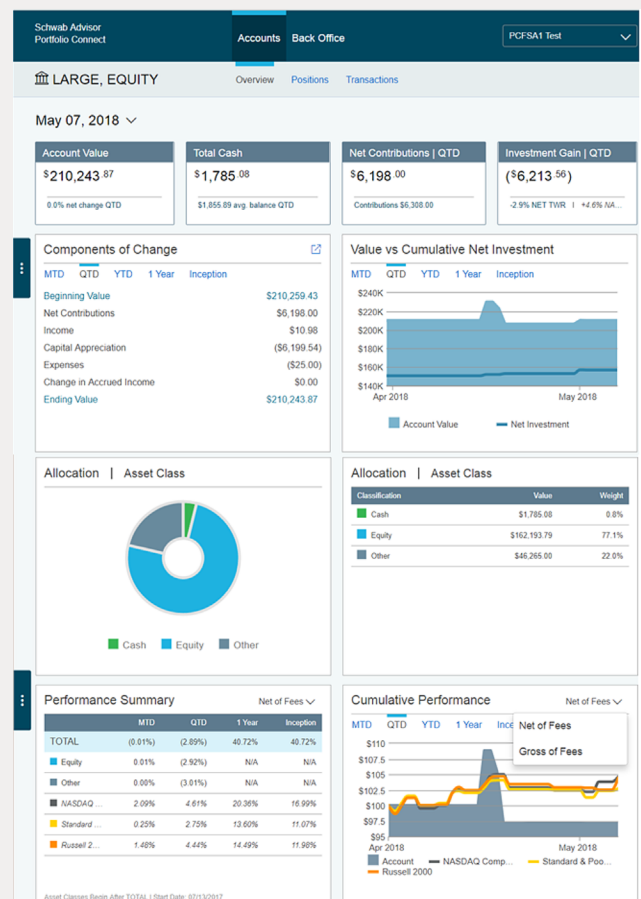 Schwab Advisor
Portfolio Connect
Accounts Back Office
PCFSA1 Test
LARGE, EQUITY
Overview Positions Transactions
May 07, 2018
Account Value
$210,243.87
0.0% net change QTD
Total Cash
$1,785.08
$1,855.89 avg. balance QTD
Net Contributions | QTD
$6,198.00
Contributions $6,308.00
Investment Gain | QTD
($6,213.56)
-2.9% NET TWR | +4.6% NA...
Components of Change
MTD QTD YTD 1 Year Inception
Beginning Value $210,259.43
Net Contributions $6,198.00
Income $10.98
Capital Appreciation ($6,199.54)
Expenses ($25.00)
Change in Accrued Income $0.00
Ending Value $210,243.87
Value vs Cumulative Net Investment
MTD QTD YTD 1 Year Inception
$240K
$220K
$200K
$180K
$160K
$140K
Apr 2018 May 2018
Account Value Net Investment
Allocation | Asset Class
Cash Equity Other
Allocation | Asset Class
Classification Value Weight
Cash $1,785.08 0.8%
Equity $162,193.79 77.1%
Other $46,265.00 22.0%
Performance Summary Net of Fees
MTD QTD 1 Year Inception
TOTAL (0.01%) (2.89%) 40.72% 40.72%
Equity 0.01% (2.92%) N/A N/A
Other 0.00% (3.01%) N/A N/A
NASDAQ ... 2.09% 4.61% 20.36% 16.99%
Standard ... 0.25% 2.75% 13.60% 11.07%
Russell 2... 1.48% 4.44% 14.49% 11.98%
Asset Classes Begin After TOTAL | Start Date: 07/13/2017
Cumulative Performance Net of Fees
MTD QTD YTD 1 Year Ince
Net of Fees
Gross of Fees
$110
$107.5
$105
$102.5
$100
$97.5
$95
Apr 2018 May 2018
Account NASDAQ Comp... Standard & Poo...
Russell 2000